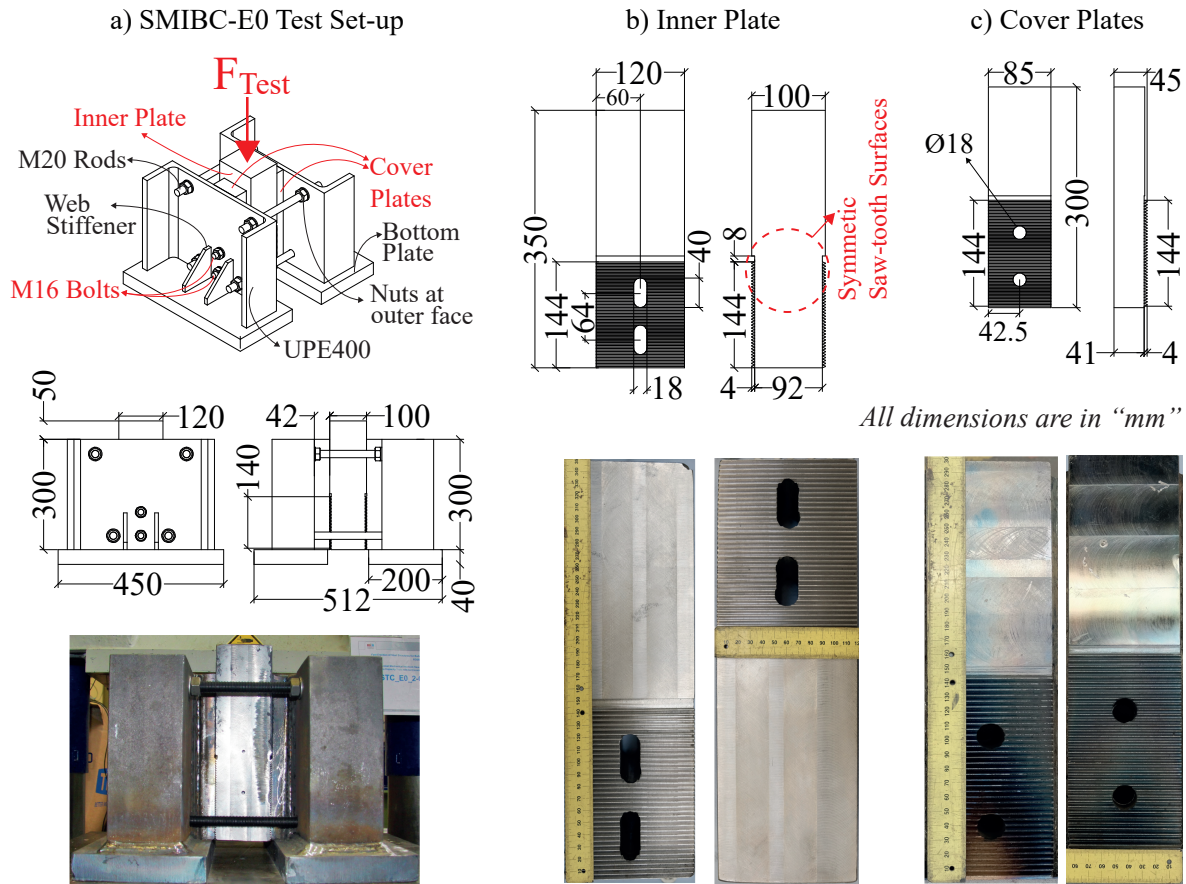 a) SMIBC-E0 Test Set-up
b) Inner Plate
c) Cover Plates
F_Test
Inner Plate
M20 Rods
Web
Stiffener
M16 Bolts
Cover
Plates
Bottom
Plate
Nuts at
outer face
UPE400
50
120
42
100
300
140
300
450
200
512
40
120
60
350
144
8
40
64
18
100
144
4
92
Symmetric
Saw-tooth Surfaces
85
45
Ø18
300
144
144
42.5
41
4
All dimensions are in “mm”